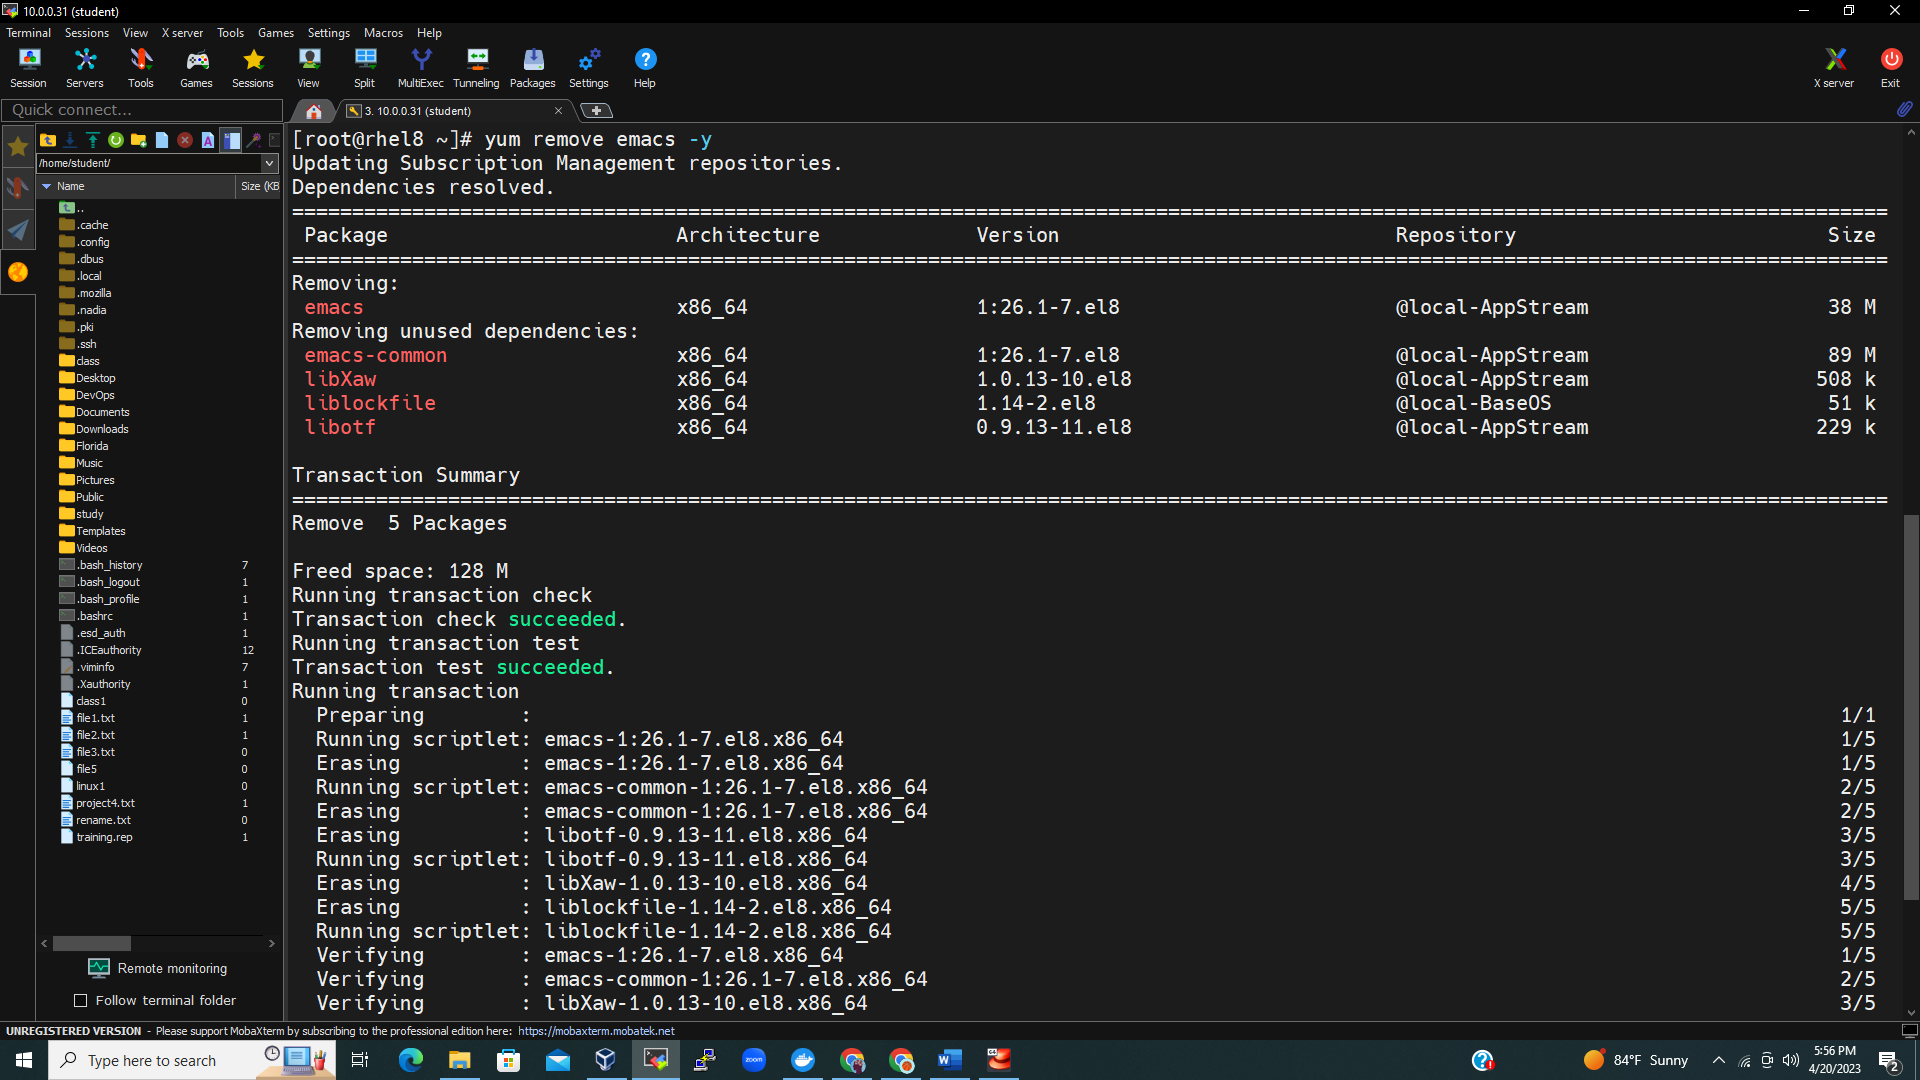 10.0.0.31 (student)
Terminal Sessions View X server Tools Games Settings Macros Help
Session Servers Tools Games Sessions View Split MultiExec Tunneling Packages Settings Help X server Exit
Quick connect...
3. 10.0.0.31 (student)
/home/student/
Name Size (KB
..
.cache
.config
.dbus
.local
.mozilla
.nadia
.pki
.ssh
class
Desktop
DevOps
Documents
Downloads
Florida
Music
Pictures
Public
study
Templates
Videos
.bash_history 7
.bash_logout 1
.bash_profile 1
.bashrc 1
.esd_auth 1
.ICEauthority 12
.viminfo 7
.Xauthority 1
class1 0
file1.txt 1
file2.txt 1
file3.txt 0
file5 0
linux1 0
project4.txt 1
rename.txt 0
training.rep 1
Remote monitoring
Follow terminal folder
[root@rhel8 ~]# yum remove emacs -y
Updating Subscription Management repositories.
Dependencies resolved.
Package Architecture Version Repository Size
Removing:
emacs x86_64 1:26.1-7.el8 @local-AppStream 38 M
Removing unused dependencies:
emacs-common x86_64 1:26.1-7.el8 @local-AppStream 89 M
libXaw x86_64 1.0.13-10.el8 @local-AppStream 508 k
liblockfile x86_64 1.14-2.el8 @local-BaseOS 51 k
libotf x86_64 0.9.13-11.el8 @local-AppStream 229 k
Transaction Summary
Remove 5 Packages
Freed space: 128 M
Running transaction check
Transaction check succeeded.
Running transaction test
Transaction test succeeded.
Running transaction
Preparing : 1/1
Running scriptlet: emacs-1:26.1-7.el8.x86_64 1/5
Erasing : emacs-1:26.1-7.el8.x86_64 1/5
Running scriptlet: emacs-common-1:26.1-7.el8.x86_64 2/5
Erasing : emacs-common-1:26.1-7.el8.x86_64 2/5
Erasing : libotf-0.9.13-11.el8.x86_64 3/5
Running scriptlet: libotf-0.9.13-11.el8.x86_64 3/5
Erasing : libXaw-1.0.13-10.el8.x86_64 4/5
Erasing : liblockfile-1.14-2.el8.x86_64 5/5
Running scriptlet: liblockfile-1.14-2.el8.x86_64 5/5
Verifying : emacs-1:26.1-7.el8.x86_64 1/5
Verifying : emacs-common-1:26.1-7.el8.x86_64 2/5
Verifying : libXaw-1.0.13-10.el8.x86_64 3/5
UNREGISTERED VERSION - Please support MobaXterm by subscribing to the professional edition here: https://mobaxterm.mobatek.net
Type here to search
zoom
84°F Sunny
5:56 PM
4/20/2023
2